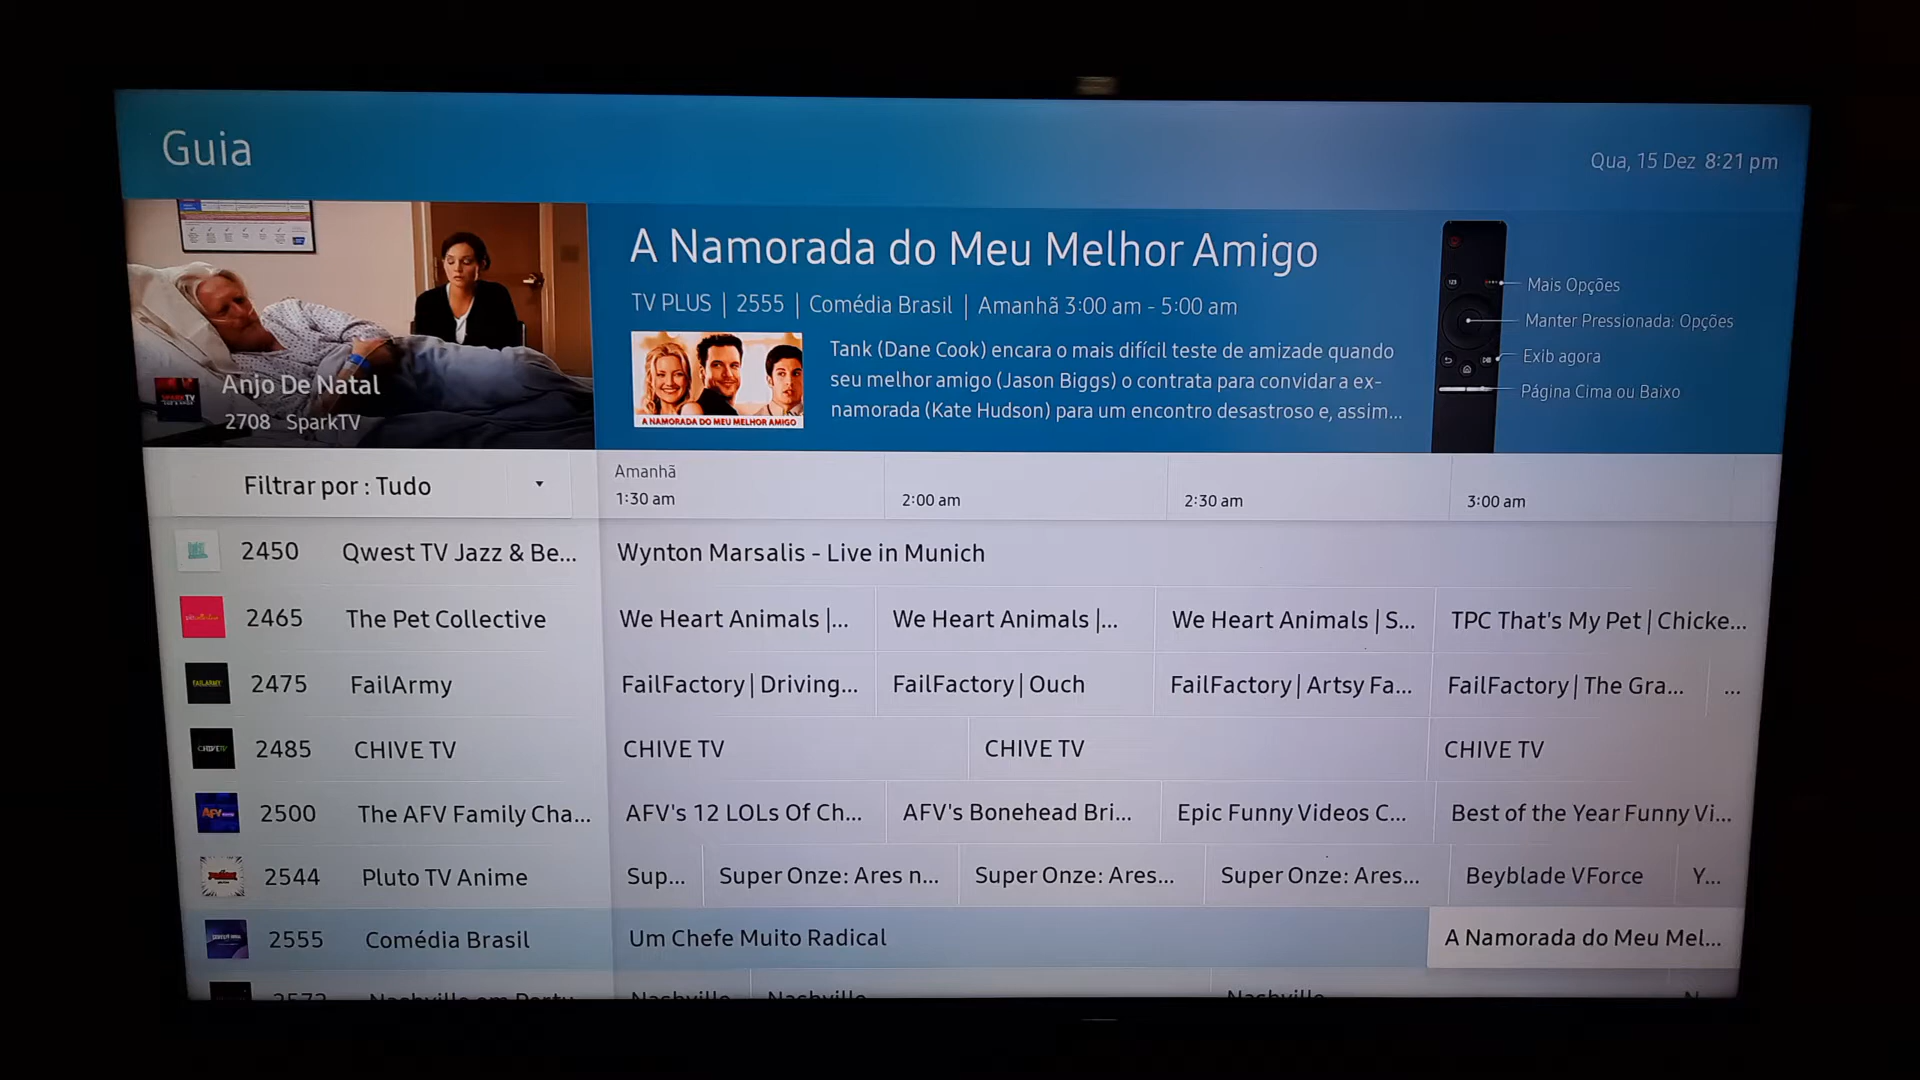 Guia
Qua, 15 Dez 8:21 pm
A Namorada do Meu Melhor Amigo
TV PLUS | 2555 | Comédia Brasil | Amanhã 3:00 am - 5:00 am
Tank (Dane Cook) encara o mais difícil teste de amizade quando
seu melhor amigo (Jason Biggs) o contrata para convidar a ex-
namorada (Kate Hudson) para um encontro desastroso e, assim...
A NAMORADA DO MEU MELHOR AMIGO
123
Mais Opções
Manter Pressionada: Opções
Exib agora
Página Cima ou Baixo
SPARKTV
Anjo De Natal
2708 SparkTV
Filtrar por : Tudo
Amanhã
1:30 am 2:00 am 2:30 am 3:00 am
2450 Qwest TV Jazz & Be... Wynton Marsalis - Live in Munich
2465 The Pet Collective We Heart Animals |... We Heart Animals |... We Heart Animals | S... TPC That's My Pet | Chicke...
FAILARMY 2475 FailArmy FailFactory | Driving... FailFactory | Ouch FailFactory | Artsy Fa... FailFactory | The Gra... ...
CHIVETV 2485 CHIVE TV CHIVE TV CHIVE TV CHIVE TV
AFV 2500 The AFV Family Cha... AFV's 12 LOLs Of Ch... AFV's Bonehead Bri... Epic Funny Videos C... Best of the Year Funny Vi...
2544 Pluto TV Anime Sup... Super Onze: Ares n... Super Onze: Ares... Super Onze: Ares... Beyblade VForce Y...
2555 Comédia Brasil Um Chefe Muito Radical A Namorada do Meu Mel...
Nashville Nashville Nashville N